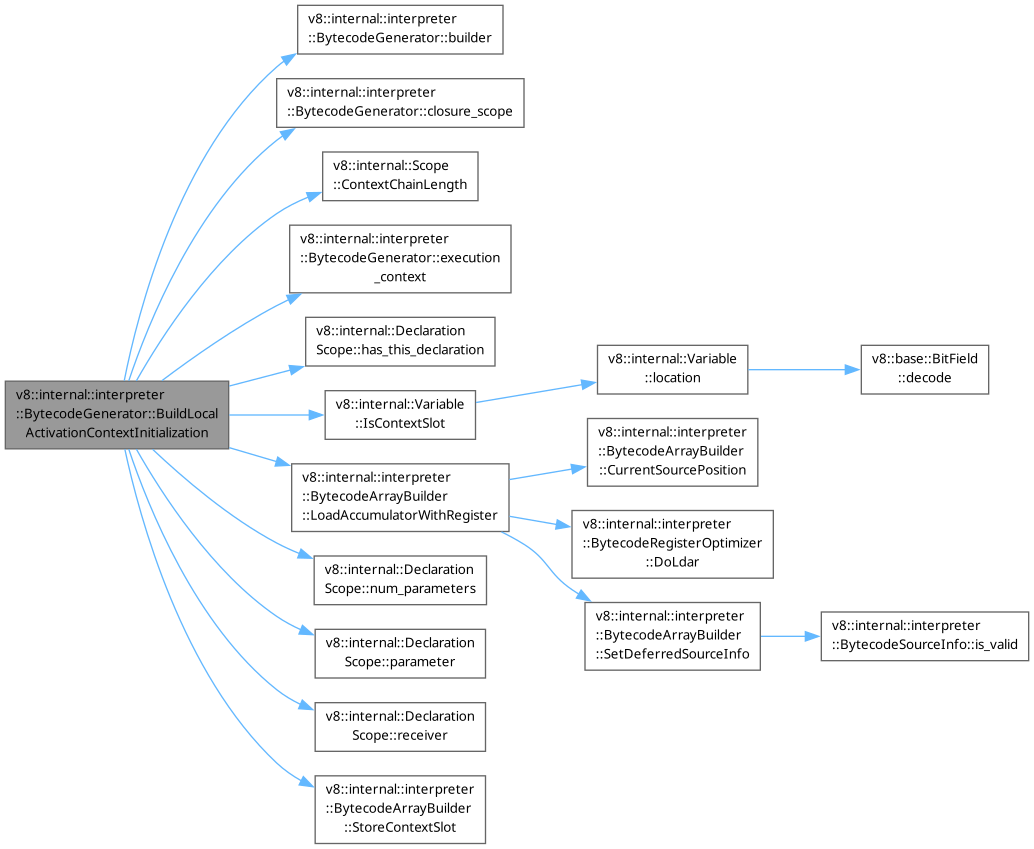 v8::internal::interpreter
::BytecodeGenerator::builder
v8::internal::interpreter
::BytecodeGenerator::closure_scope
v8::internal::Scope
::ContextChainLength
v8::internal::interpreter
::BytecodeGenerator::execution
_context
v8::internal::Declaration
Scope::has_this_declaration
v8::internal::Variable
::location
v8::base::BitField
::decode
v8::internal::interpreter
::BytecodeGenerator::BuildLocal
ActivationContextInitialization
v8::internal::Variable
::IsContextSlot
v8::internal::interpreter
::BytecodeArrayBuilder
::CurrentSourcePosition
v8::internal::interpreter
::BytecodeArrayBuilder
::LoadAccumulatorWithRegister
v8::internal::interpreter
::BytecodeRegisterOptimizer
::DoLdar
v8::internal::Declaration
Scope::num_parameters
v8::internal::interpreter
::BytecodeArrayBuilder
::SetDeferredSourceInfo
v8::internal::interpreter
::BytecodeSourceInfo::is_valid
v8::internal::Declaration
Scope::parameter
v8::internal::Declaration
Scope::receiver
v8::internal::interpreter
::BytecodeArrayBuilder
::StoreContextSlot